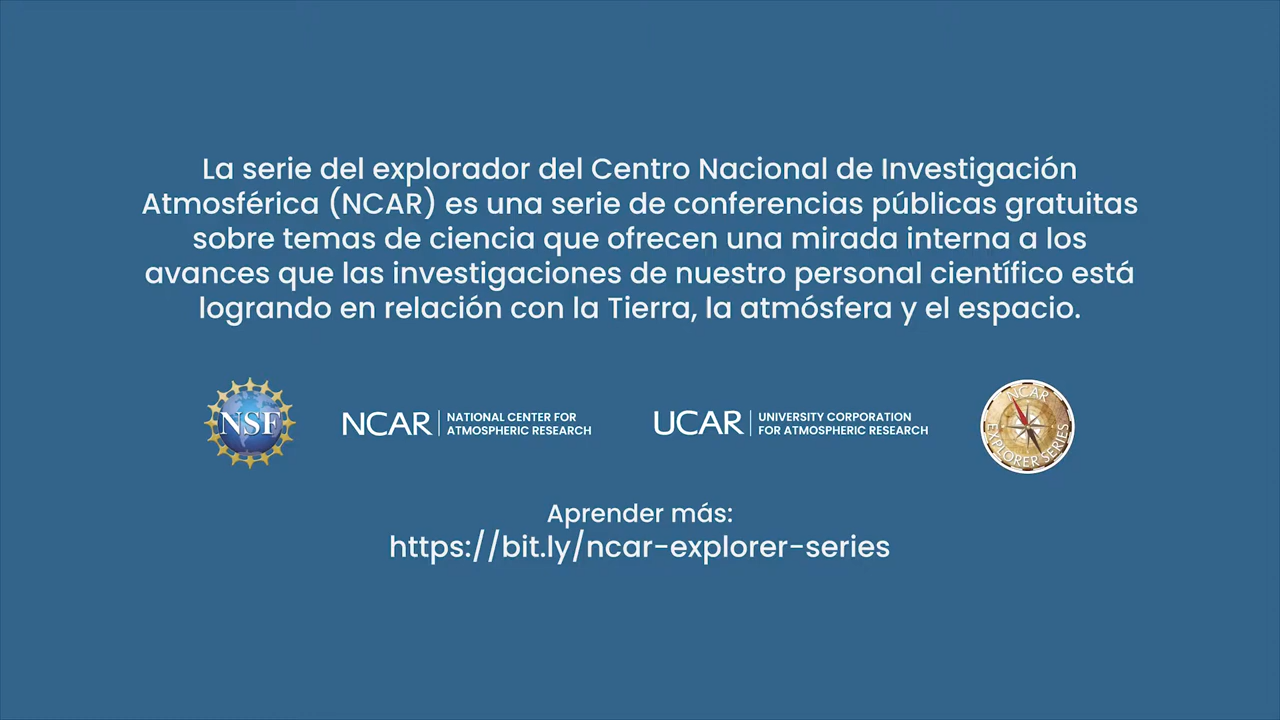 La serie del explorador del Centro Nacional de Investigación
Atmosférica (NCAR) es una serie de conferencias públicas gratuitas
sobre temas de ciencia que ofrecen una mirada interna a los
avances que las investigaciones de nuestro personal científico está
logrando en relación con la Tierra, la atmósfera y el espacio.
NSF
NCAR
NATIONAL CENTER FOR
ATMOSPHERIC RESEARCH
UCAR
UNIVERSITY CORPORATION
FOR ATMOSPHERIC RESEARCH
NCAR
EXPLORER SERIES
Aprender más:
https://bit.ly/ncar-explorer-series